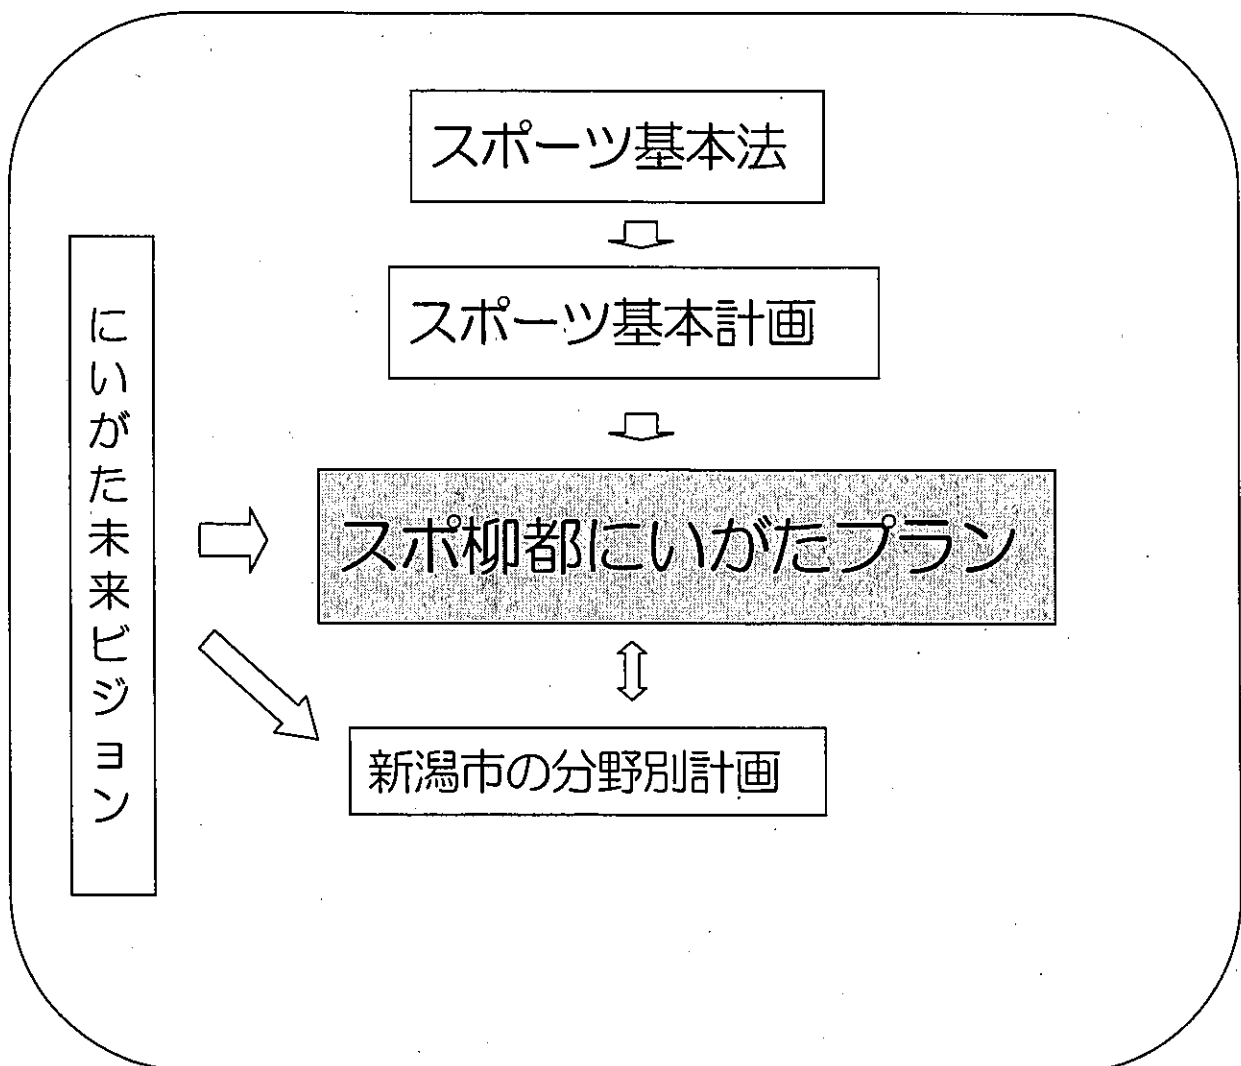 スポーツ基本法
スポーツ基本計画
にいがた未来ビジョン
スポ柳都にいがたプラン
新潟市の分野別計画